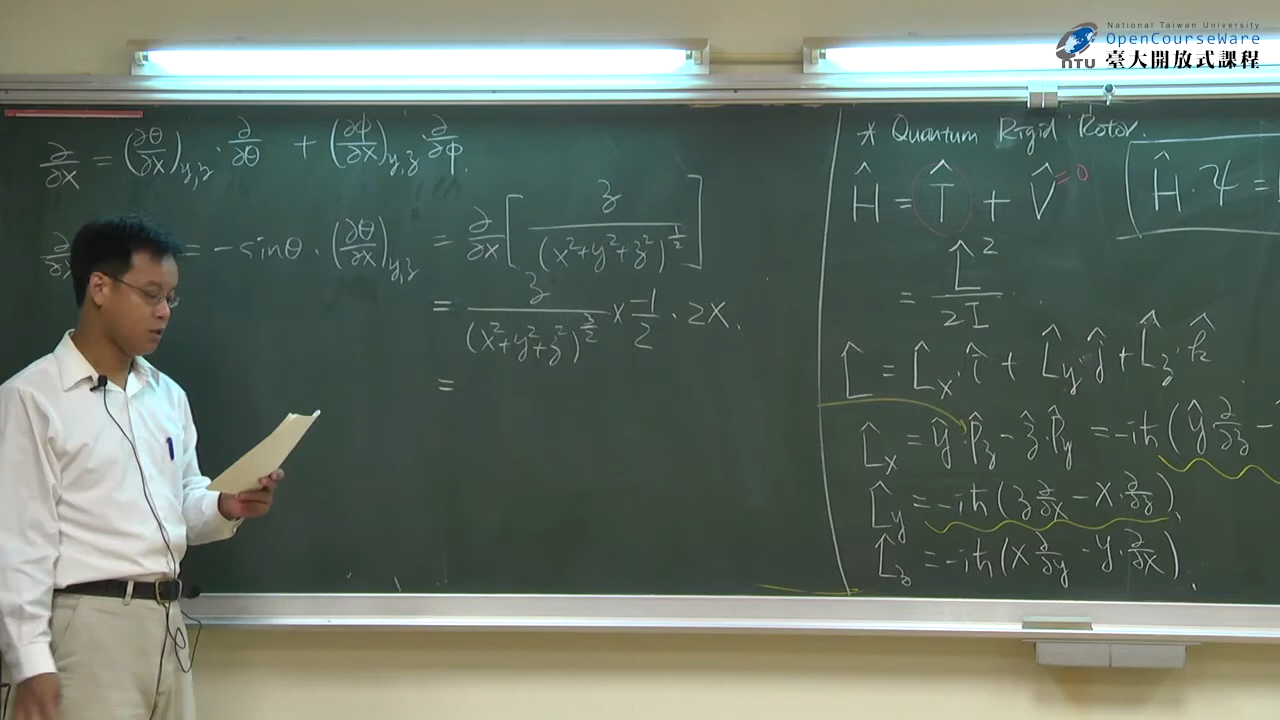 National Taiwan University
OpenCourseWare
NTU 臺大開放式課程
∂/∂x = (∂θ/∂x)_{y,z} · ∂/∂θ + (∂φ/∂x)_{y,z} · ∂/∂φ.
∂/∂x = -sinθ · (∂θ/∂x)_{y,z} = ∂/∂x [ z / (x²+y²+z²)^{1/2} ]
= z / (x²+y²+z²)^{3/2} × -1/2 · 2x.
=
* Quantum Rigid Rotor.
Ĥ = T̂ + V̂ =0
Ĥ·Ψ =
= L̂² / 2I .
L̂ = L̂x·î + L̂y·ĵ + L̂z·k̂
L̂x = ŷ·P̂z - ẑ·P̂y = -iħ(ŷ ∂/∂z -
L̂y = -iħ(z ∂/∂x - x·∂/∂z),
L̂z = -iħ(x ∂/∂y - y·∂/∂x),